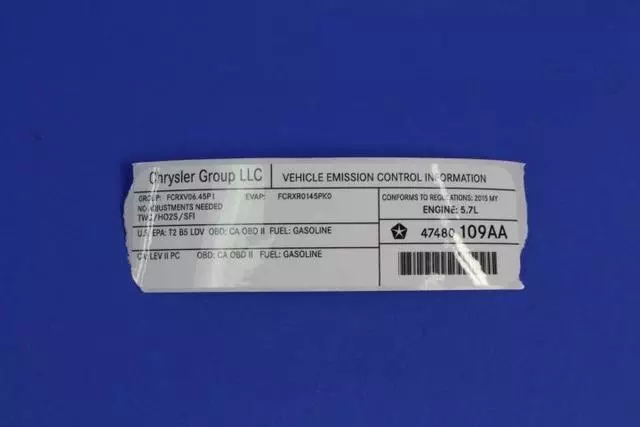 Chrysler Group LLC
VEHICLE EMISSION CONTROL INFORMATION
GROUP: FCRXV06.45P1 EVAP: FCRXR0145PK0
NO ADJUSTMENTS NEEDED
TWC/HO2S/SFI
CONFORMS TO REGULATIONS: 2015 MY
ENGINE: 5.7L
U.S. EPA: T2 B5 LDV OBD: CA OBD II FUEL: GASOLINE
47480 109AA
CA: LEV II PC OBD: CA OBD II FUEL: GASOLINE